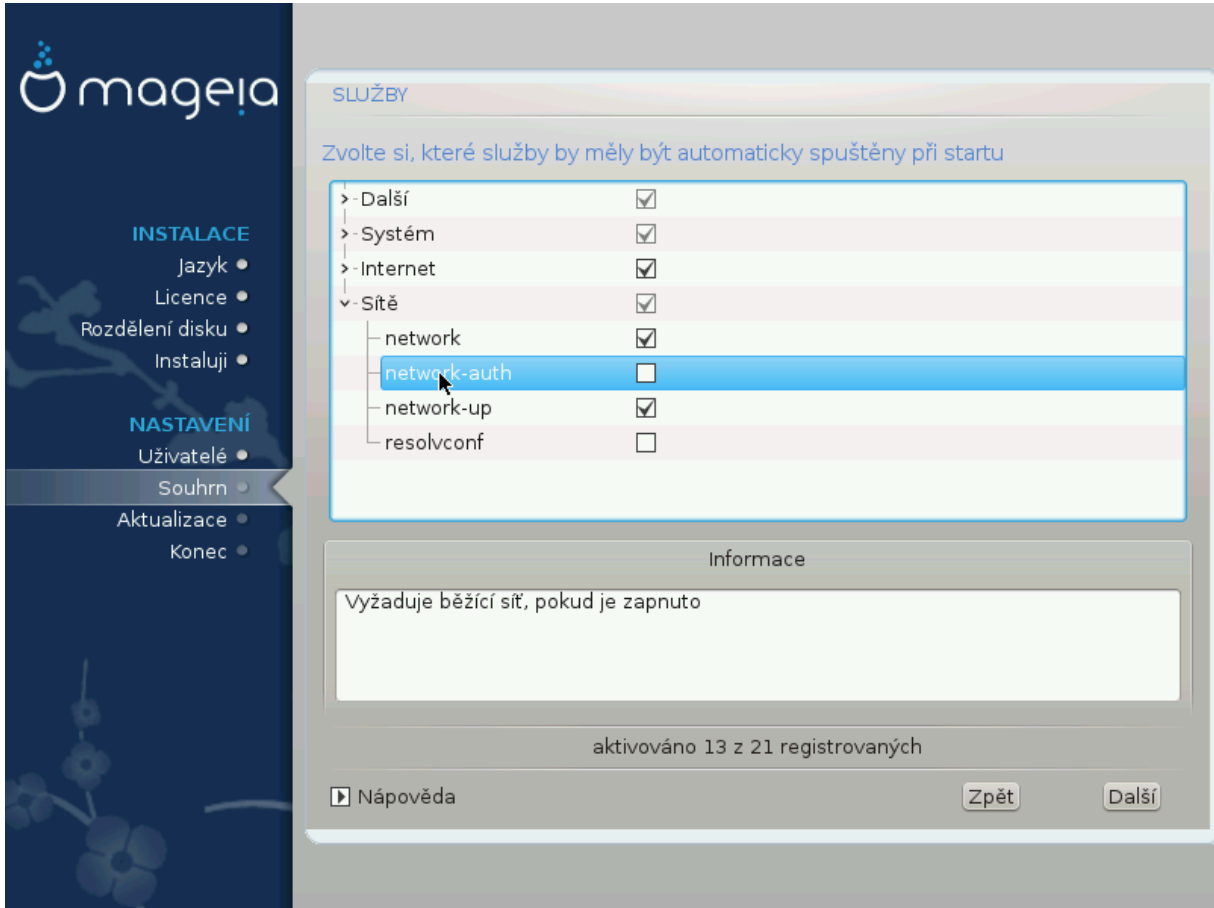 mageia
INSTALACE
Jazyk
Licence
Rozdělení disku
Instaluji
NASTAVENÍ
Uživatelé
Souhrn
Aktualizace
Konec
SLUŽBY
Zvolte si, které služby by měly být automaticky spuštěny při startu
Další
Systém
Internet
Sítě
network
network-auth
network-up
resolvconf
Informace
Vyžaduje běžící síť, pokud je zapnuto
aktivováno 13 z 21 registrovaných
Nápověda
Zpět
Další